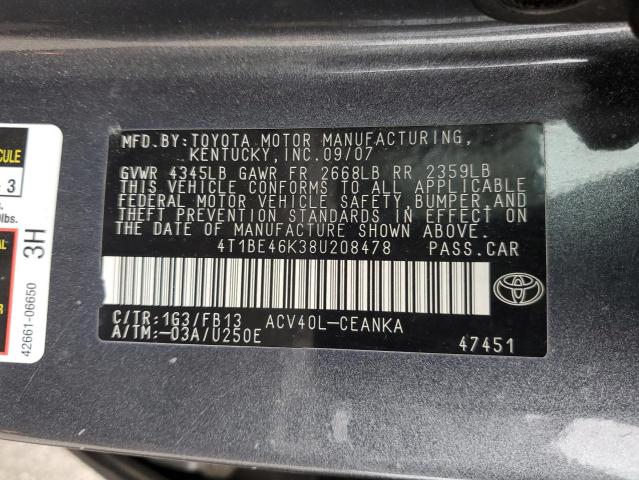 MFD. BY: TOYOTA MOTOR MANUFACTURING,
KENTUCKY, INC. 09/07
GVWR 4345LB GAWR FR 2668LB RR 2359LB
THIS VEHICLE CONFORMS TO ALL APPLICABLE
FEDERAL MOTOR VEHICLE SAFETY, BUMPER, AND
THEFT PREVENTION STANDARDS IN EFFECT ON
THE DATE OF MANUFACTURE SHOWN ABOVE.
4T1BE46K38U208478 PASS. CAR
C/TR: 1G3/FB13 ACV40L-CEANKA
A/TM:-03A/U250E
47451
3
3H
42661-06650